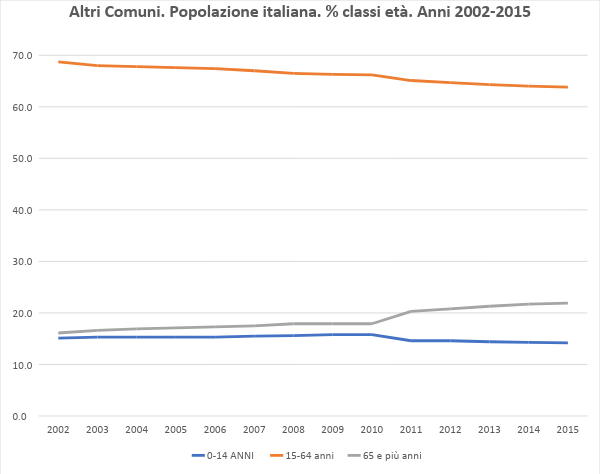 Altri Comuni. Popolazione italiana. % classi età. Anni 2002-2015
70.0
60.0
50.0
40.0
30.0
20.0
10.0
0.0
2002 2003 2004 2005 2006 2007 2008 2009 2010 2011 2012 2013 2014 2015
0-14 ANNI 15-64 anni 65 e più anni